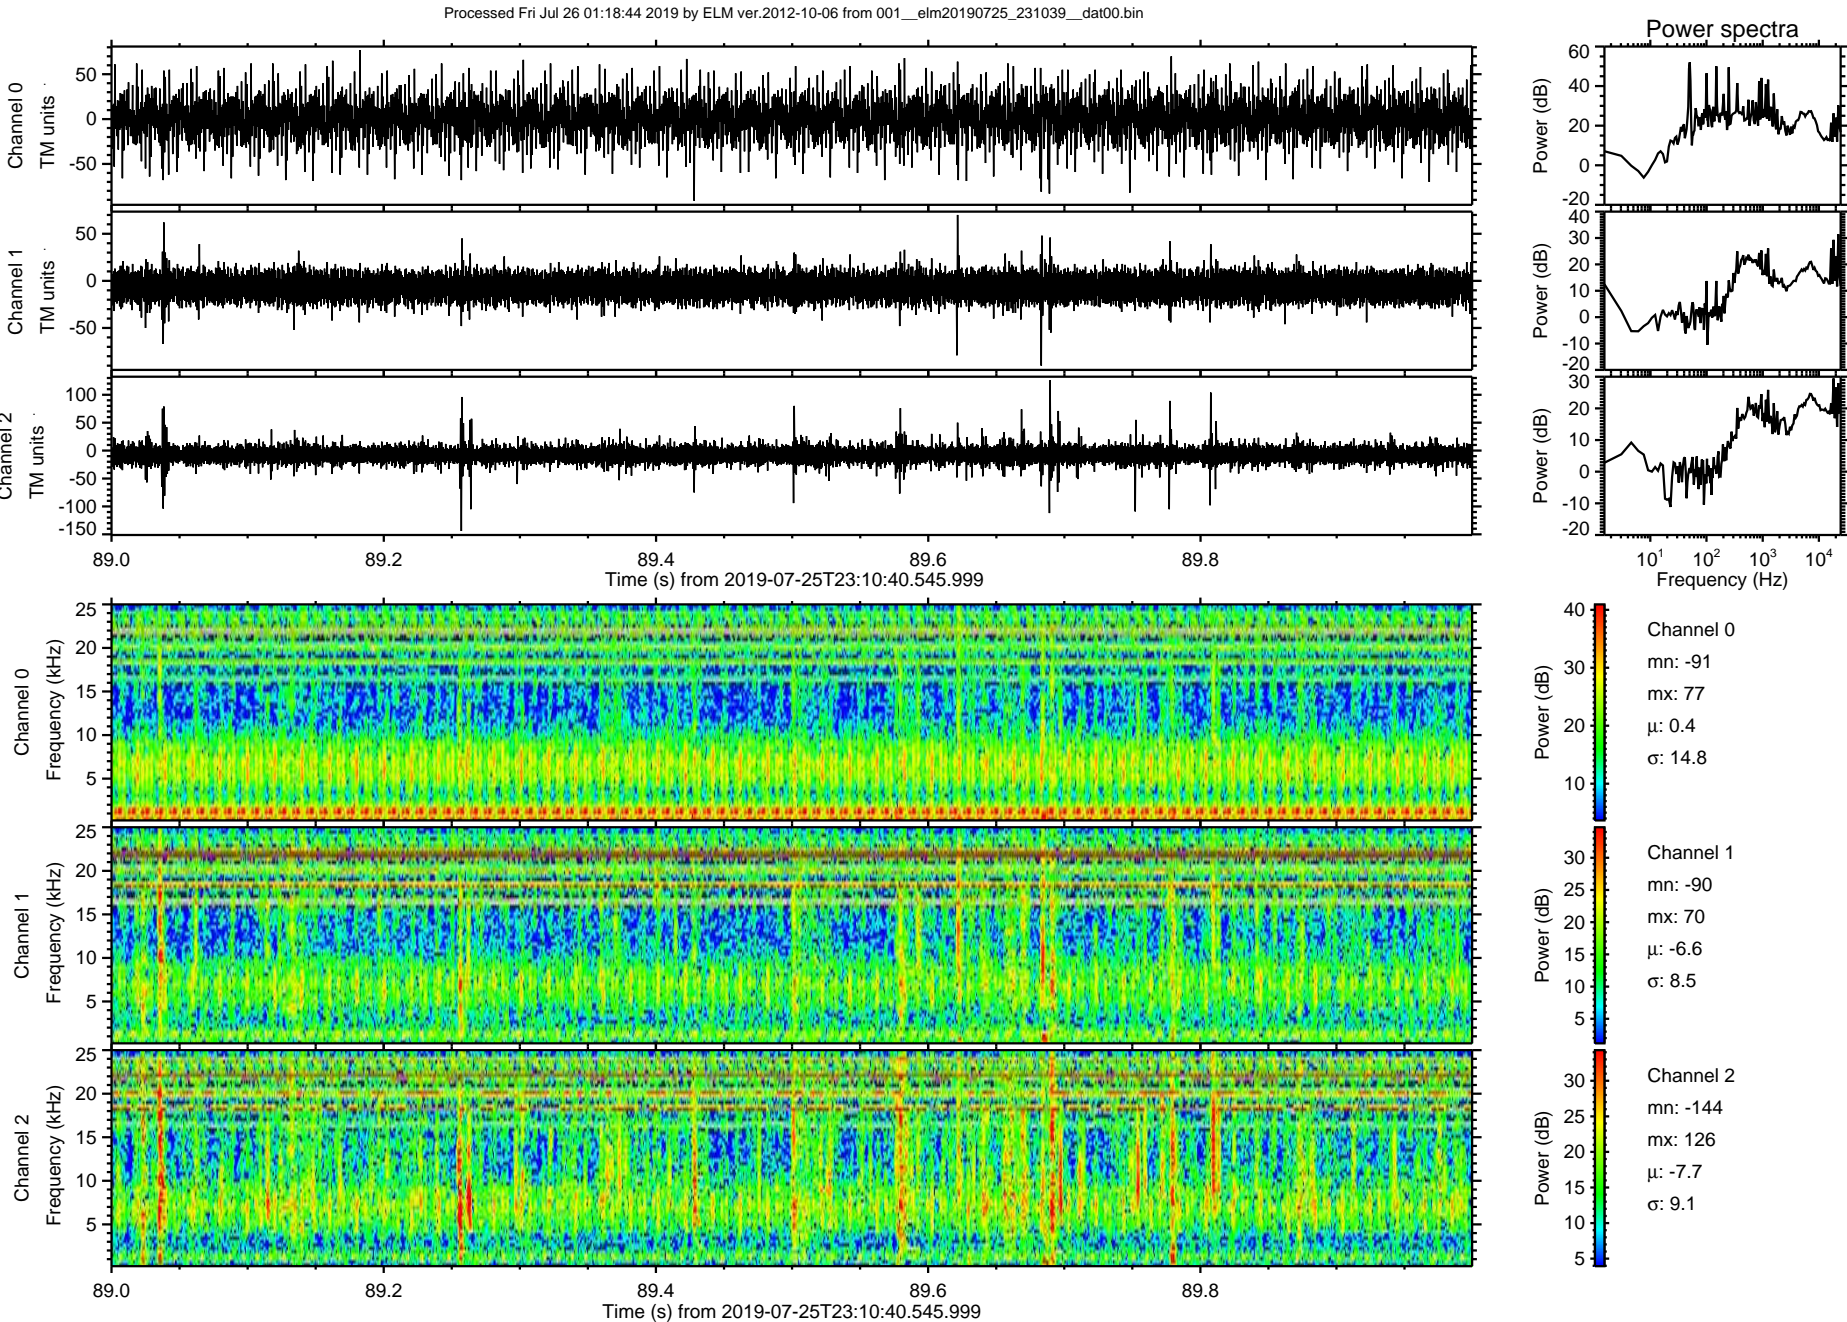 Processed Fri Jul 26 01:18:44 2019 by ELM ver.2012-10-06 from 001__elm20190725_231039__dat00.bin
Power spectra
Channel 0
TM units
50
0
-50
Power (dB)
60
40
20
0
-20
Channel 1
TM units
50
0
-50
Power (dB)
40
30
20
10
0
-10
-20
Channel 2
TM units
100
50
0
-50
-100
-150
Power (dB)
30
20
10
0
-10
-20
89.0 89.2 89.4 89.6 89.8
Time (s) from 2019-07-25T23:10:40.545.999
10^1 10^2 10^3 10^4
Frequency (Hz)
Channel 0
Frequency (kHz)
25
20
15
10
5
Power (dB)
40
30
20
10
Channel 0
mn: -91
mx: 77
μ: 0.4
σ: 14.8
Channel 1
Frequency (kHz)
25
20
15
10
5
Power (dB)
30
25
20
15
10
5
Channel 1
mn: -90
mx: 70
μ: -6.6
σ: 8.5
Channel 2
Frequency (kHz)
25
20
15
10
5
Power (dB)
30
25
20
15
10
5
Channel 2
mn: -144
mx: 126
μ: -7.7
σ: 9.1
89.0 89.2 89.4 89.6 89.8
Time (s) from 2019-07-25T23:10:40.545.999